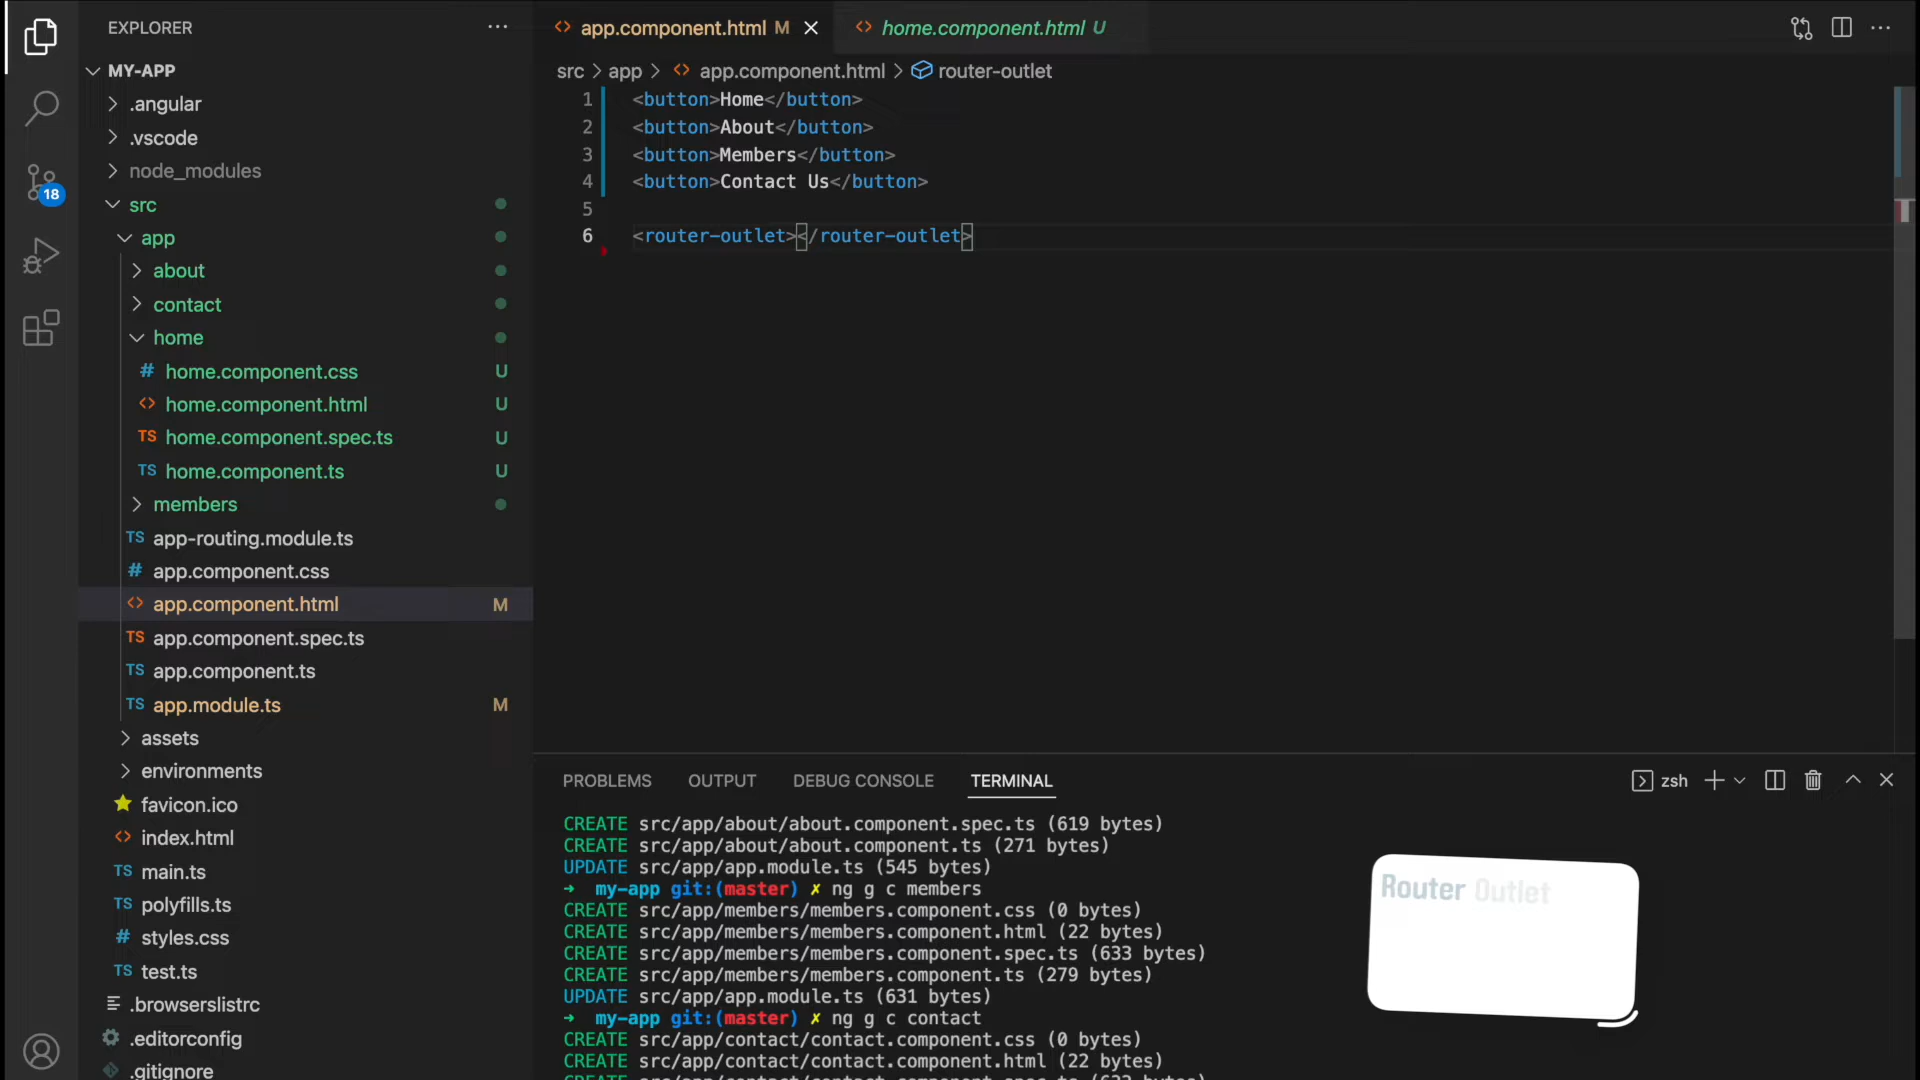 EXPLORER
MY-APP
.angular
.vscode
node_modules
18
src
app
about
contact
home
# home.component.css U
<> home.component.html U
TS home.component.spec.ts U
TS home.component.ts U
members
TS app-routing.module.ts
# app.component.css
<> app.component.html M
TS app.component.spec.ts
TS app.component.ts
TS app.module.ts M
assets
environments
favicon.ico
<> index.html
TS main.ts
TS polyfills.ts
# styles.css
TS test.ts
.browserslistrc
.editorconfig
.gitignore
<> app.component.html M
<> home.component.html U
src > app > <> app.component.html > router-outlet
1 <button>Home</button>
2 <button>About</button>
3 <button>Members</button>
4 <button>Contact Us</button>
5
6 <router-outlet></router-outlet>
PROBLEMS OUTPUT DEBUG CONSOLE TERMINAL
zsh
CREATE src/app/about/about.component.spec.ts (619 bytes)
CREATE src/app/about/about.component.ts (271 bytes)
UPDATE src/app/app.module.ts (545 bytes)
➜ my-app git:(master) ✗ ng g c members
CREATE src/app/members/members.component.css (0 bytes)
CREATE src/app/members/members.component.html (22 bytes)
CREATE src/app/members/members.component.spec.ts (633 bytes)
CREATE src/app/members/members.component.ts (279 bytes)
UPDATE src/app/app.module.ts (631 bytes)
➜ my-app git:(master) ✗ ng g c contact
CREATE src/app/contact/contact.component.css (0 bytes)
CREATE src/app/contact/contact.component.html (22 bytes)
Router Outlet